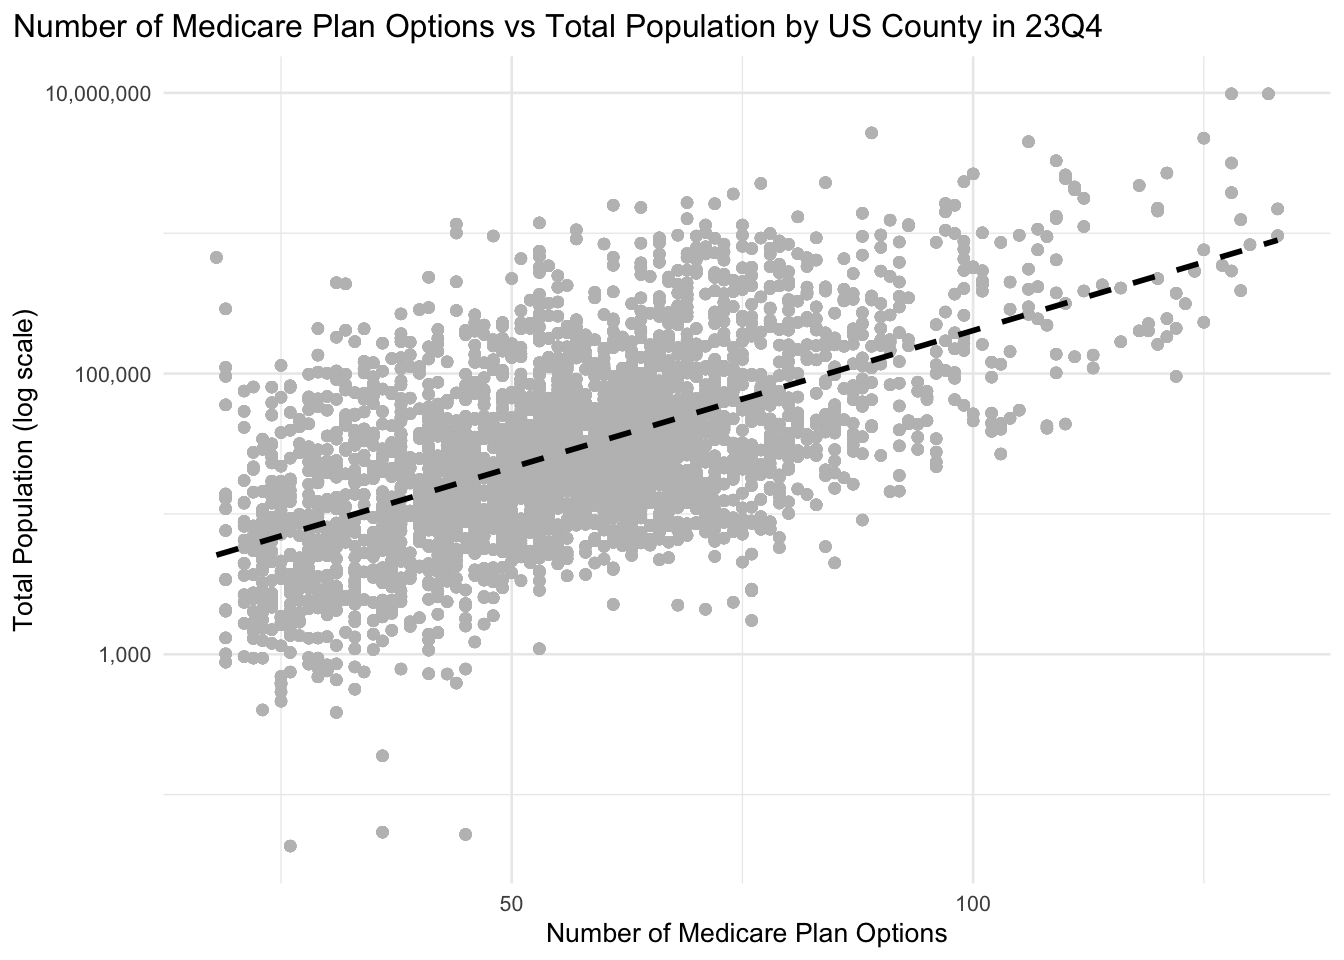 Number of Medicare Plan Options vs Total Population by US County in 23Q4
Total Population (log scale)
10,000,000
100,000
1,000
50
100
Number of Medicare Plan Options